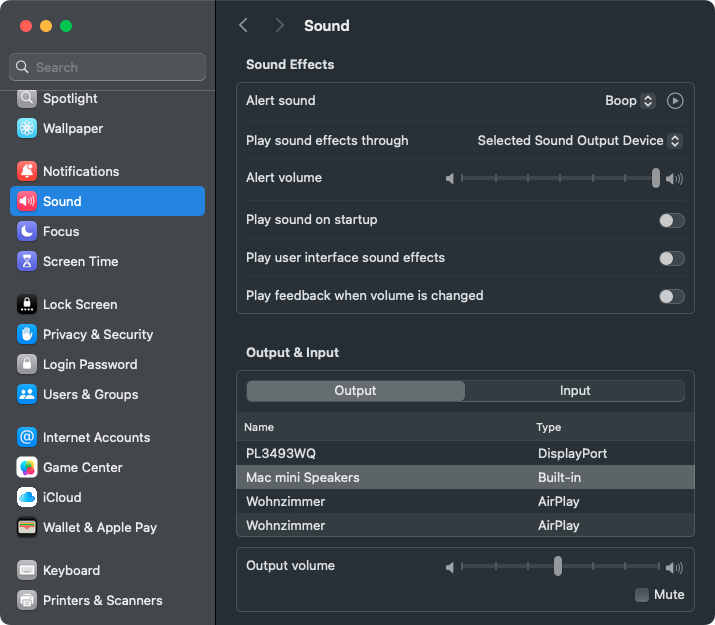 Search
Spotlight
Wallpaper
Notifications
Sound
Focus
Screen Time
Lock Screen
Privacy & Security
Login Password
Users & Groups
Internet Accounts
Game Center
iCloud
Wallet & Apple Pay
Keyboard
Printers & Scanners
Sound
Sound Effects
Alert sound Boop
Play sound effects through Selected Sound Output Device
Alert volume
Play sound on startup
Play user interface sound effects
Play feedback when volume is changed
Output & Input
Output Input
Name Type
PL3493WQ DisplayPort
Mac mini Speakers Built-in
Wohnzimmer AirPlay
Wohnzimmer AirPlay
Output volume
Mute